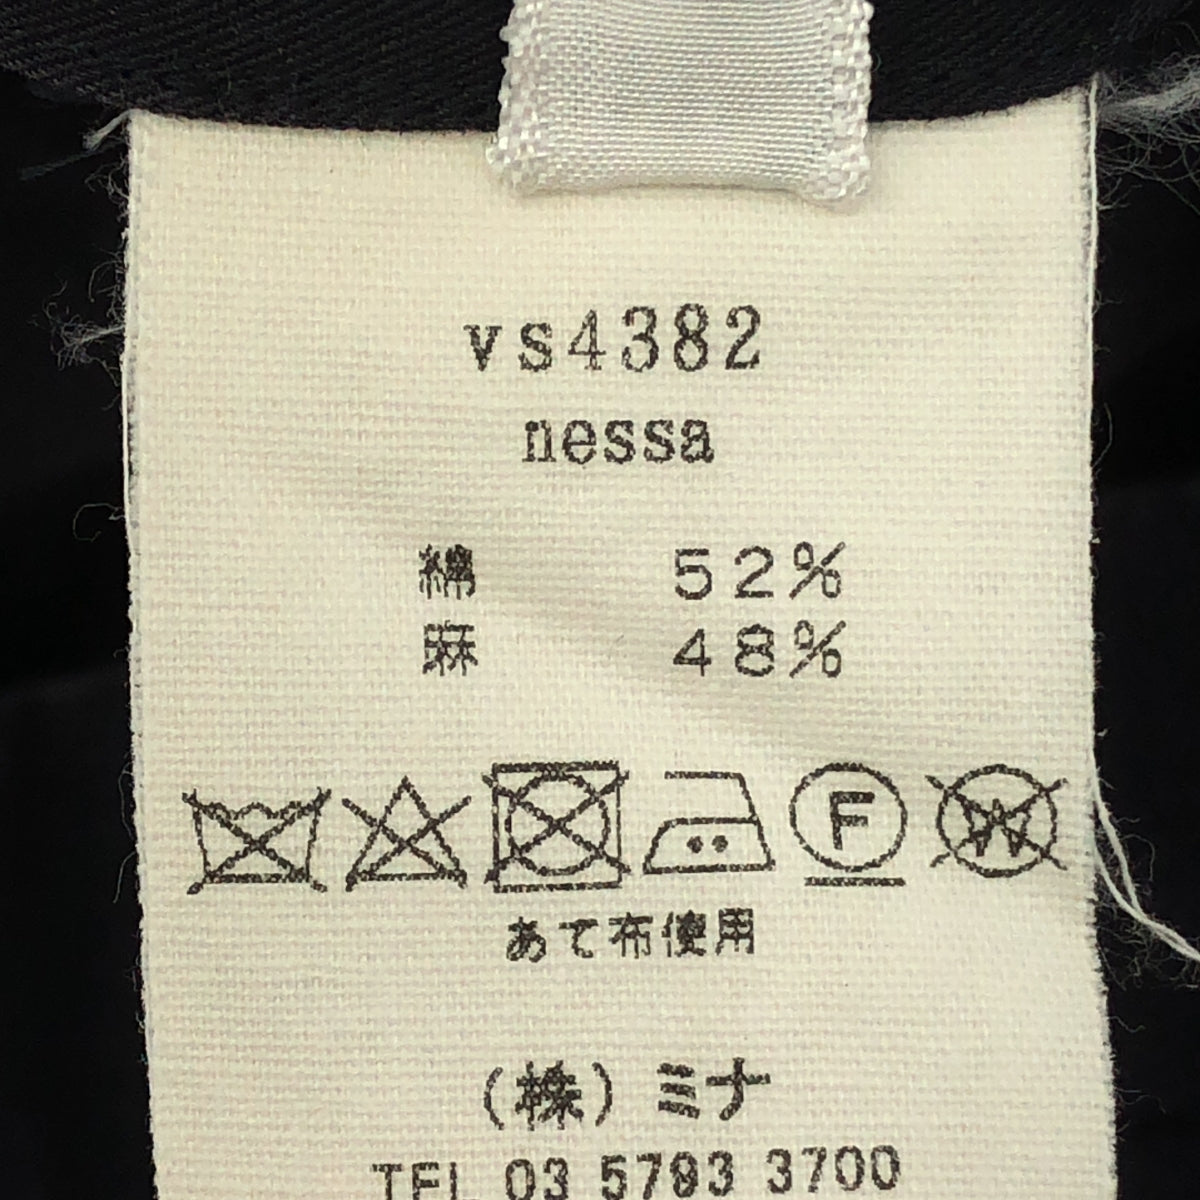 vs4382
nessa
綿 52%
麻 48%
F W
あて布使用
(株)ミナ
TEL 03 5793 3700